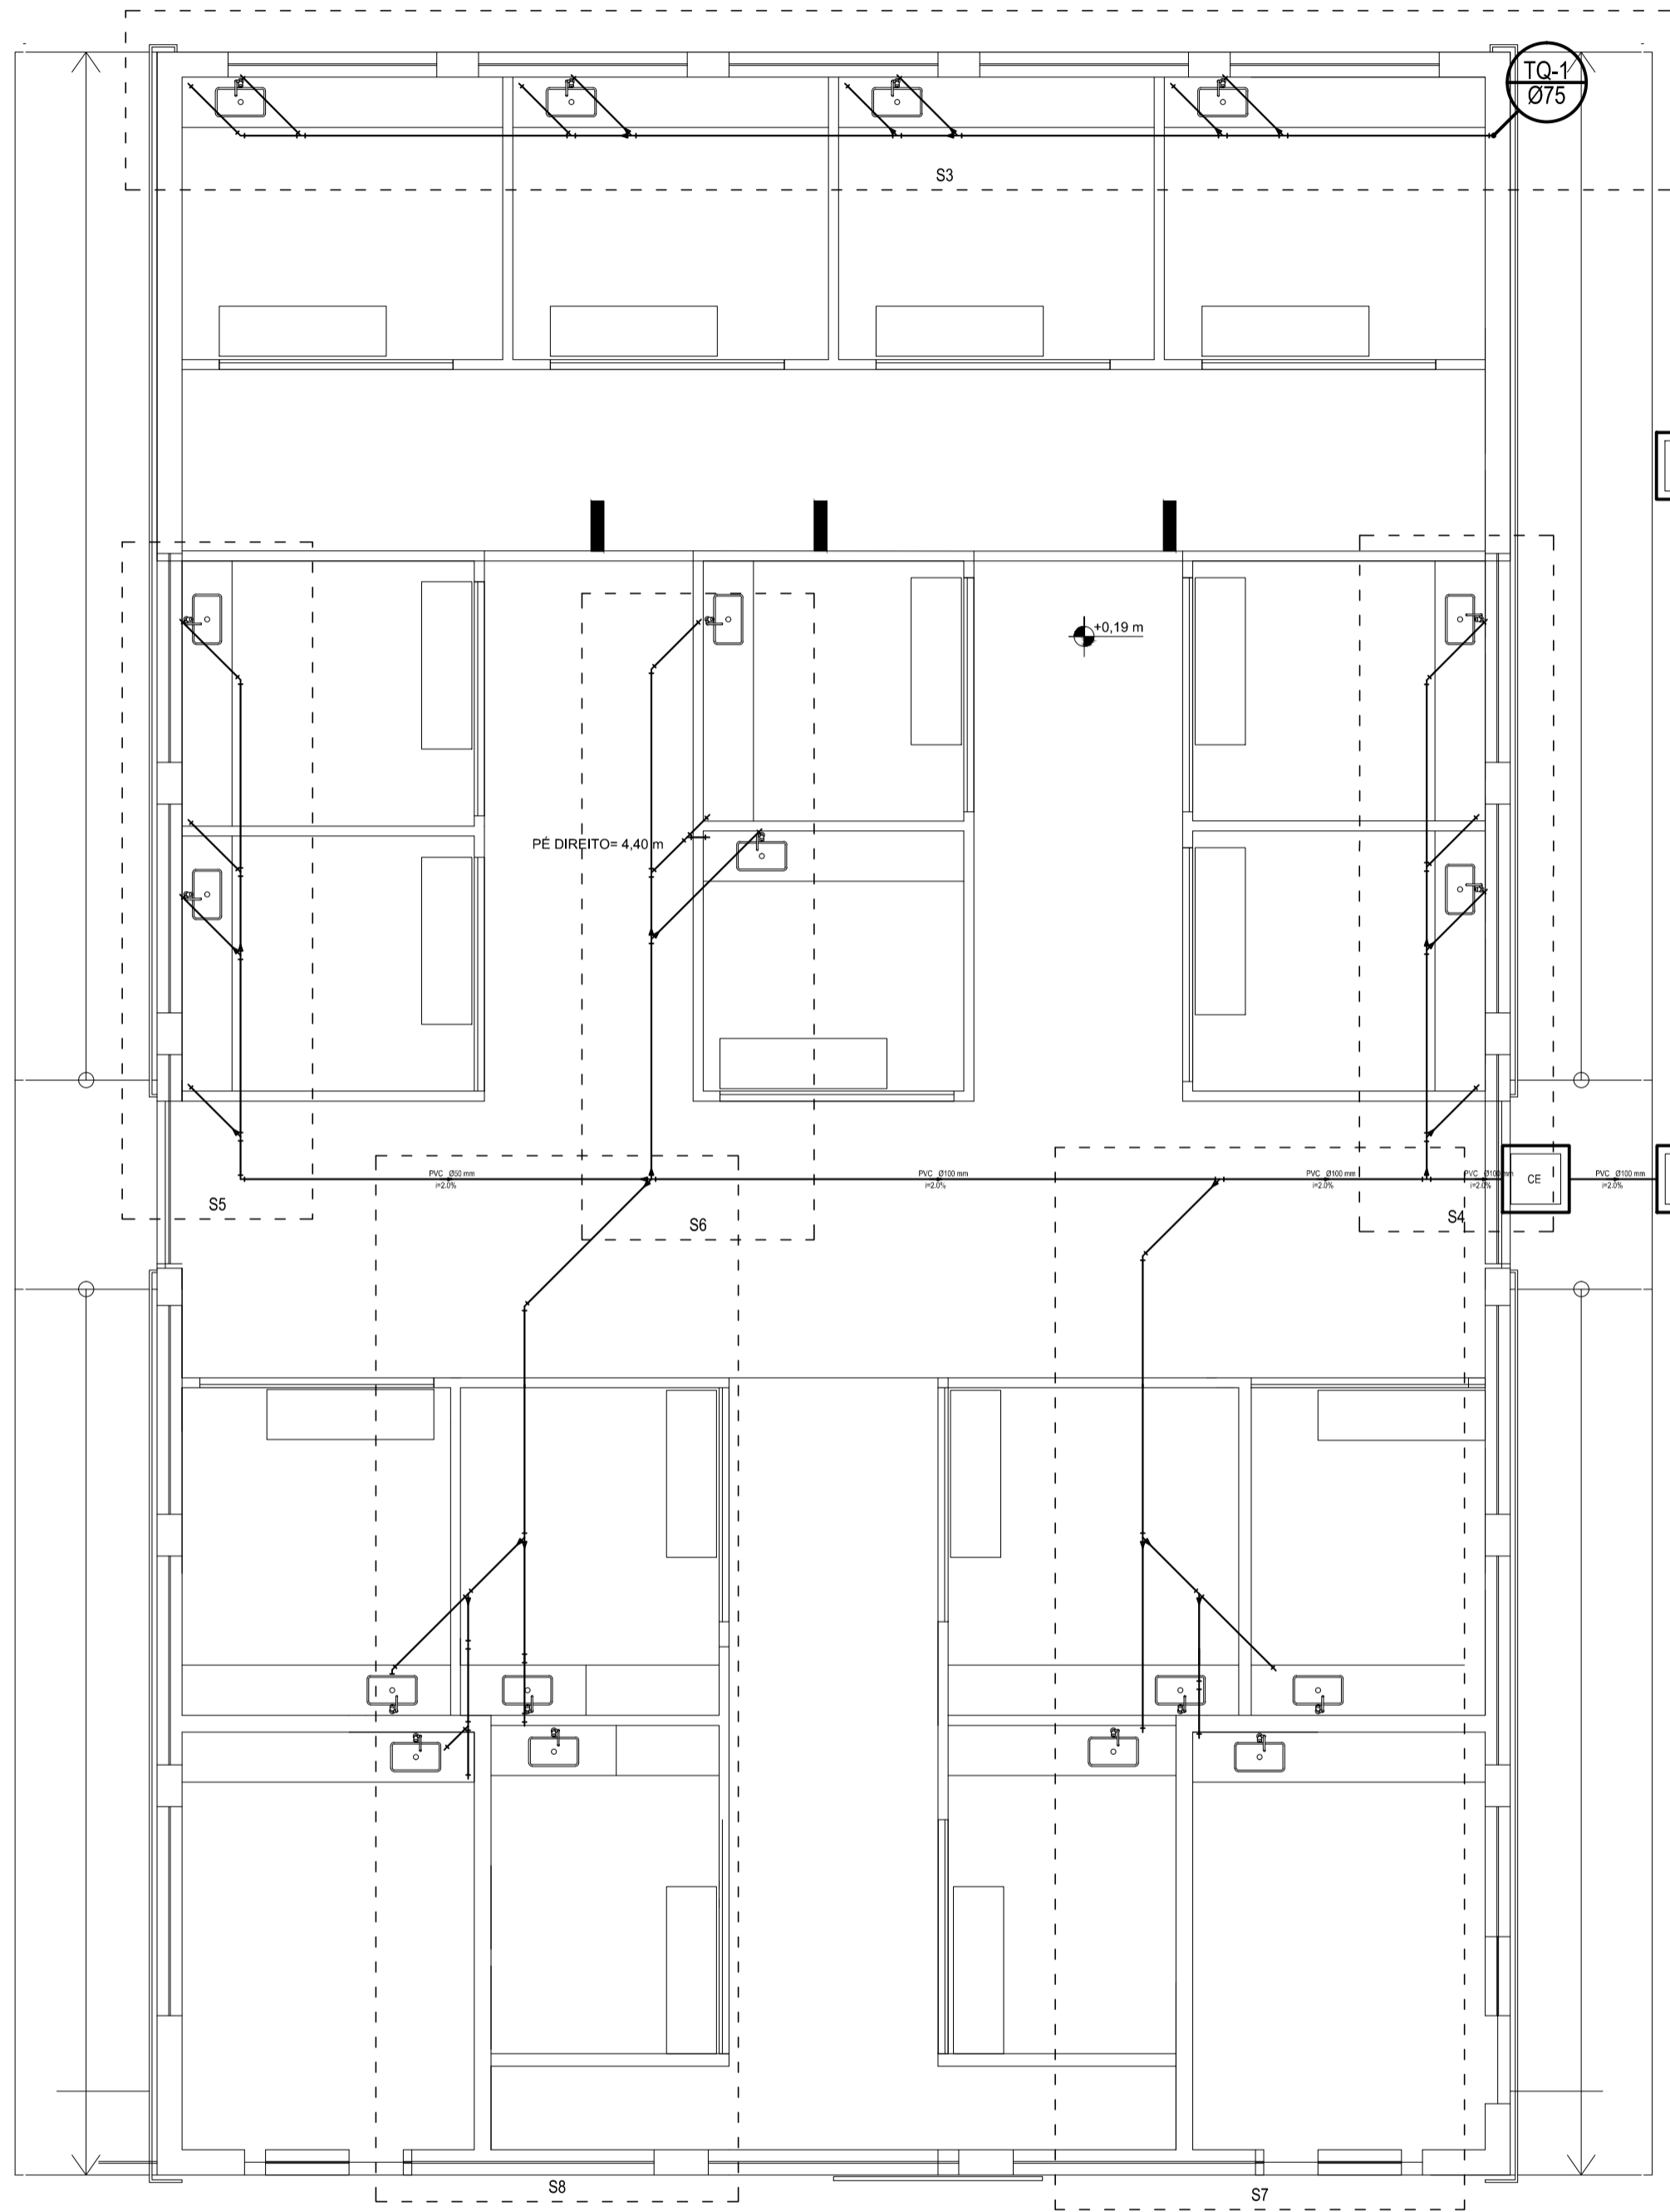 TQ-1
Ø75
S3
+0,19 m
PÉ DIREITO= 4,40 m
PVC Ø50 mm
i=2.0%
PVC Ø100 mm
i=2.0%
PVC Ø100 mm
i=2.0%
PVC Ø100 mm
i=2.0%
CE
PVC Ø100 mm
i=2.0%
S5
S6
S4
S8
S7